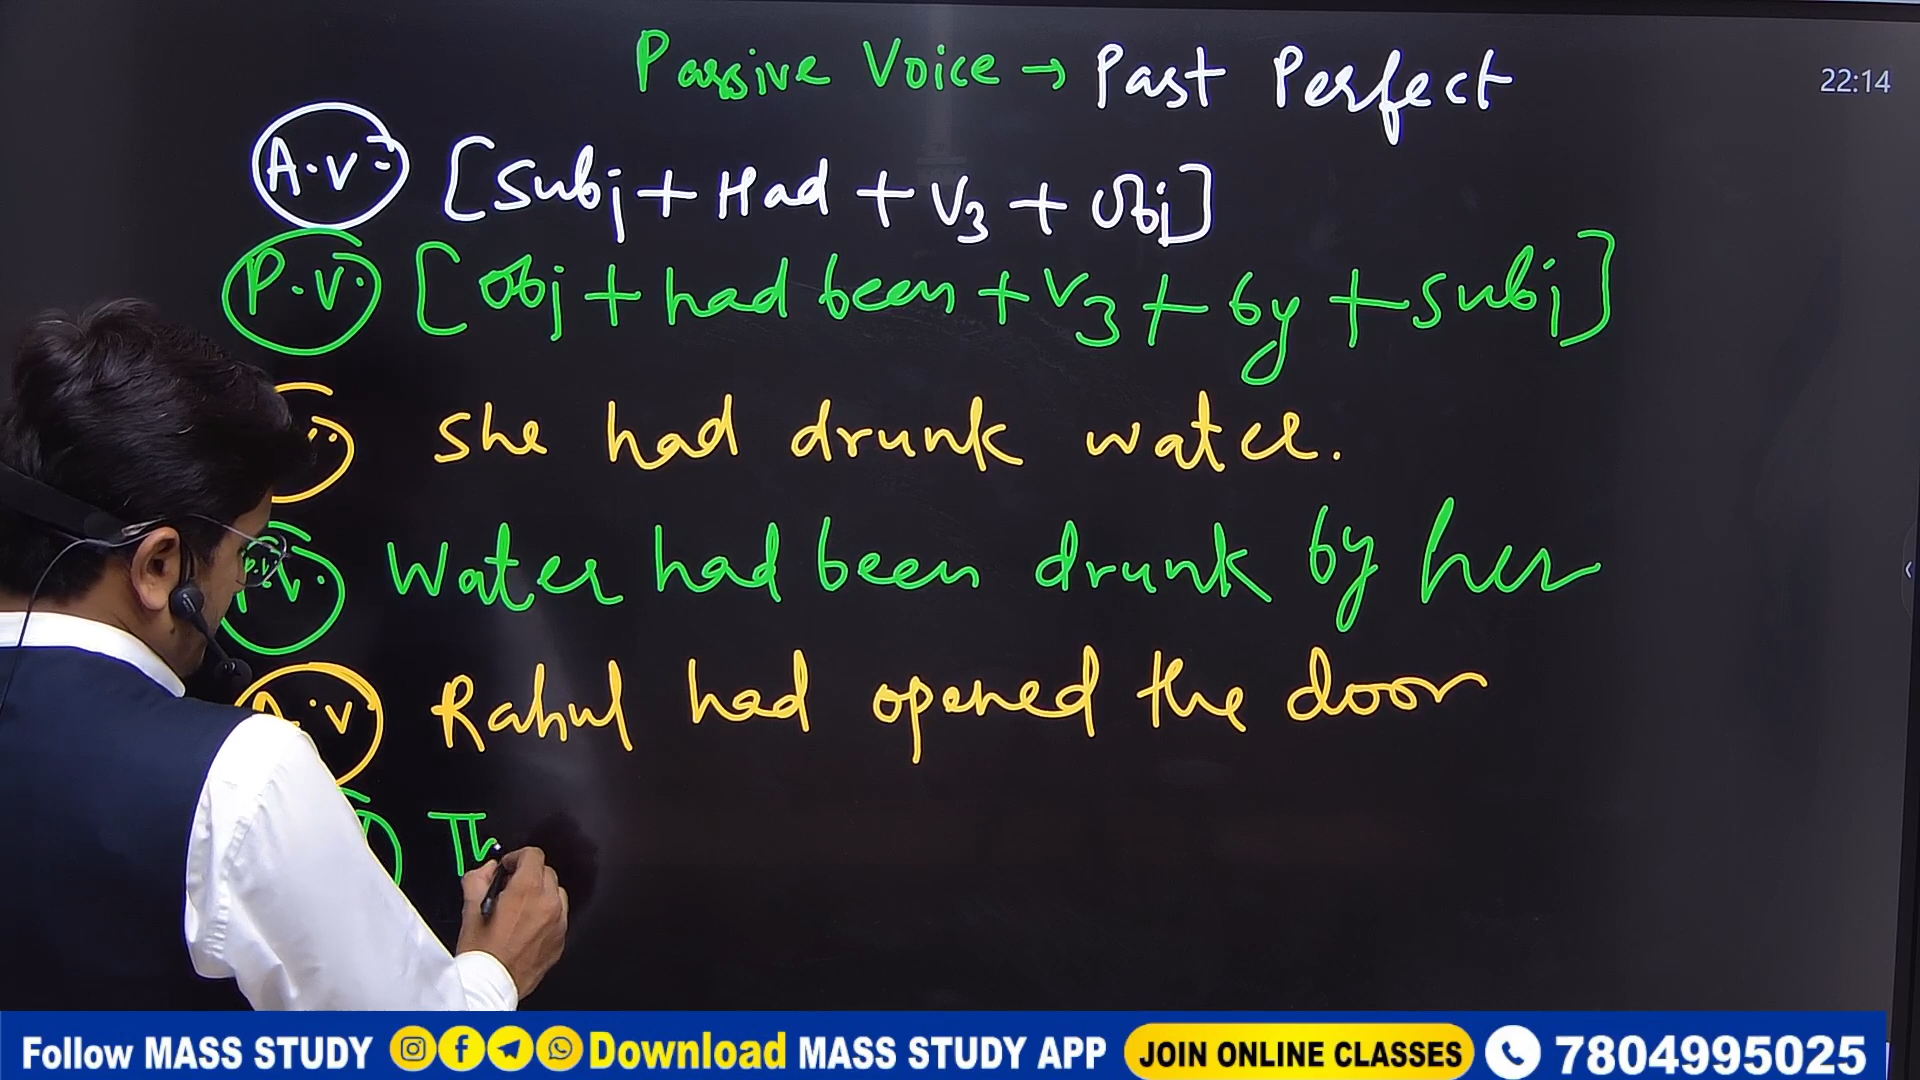 Passive Voice → Past Perfect
22:14
A.V:- [Subj + Had + V3 + Obj]
P.V. [Obj + had been + V3 + by + Subj]
V. She had drunk water.
P.V. Water had been drunk by her
A.V Rahul had opened the door
Th
Follow MASS STUDY Download MASS STUDY APP JOIN ONLINE CLASSES 7804995025